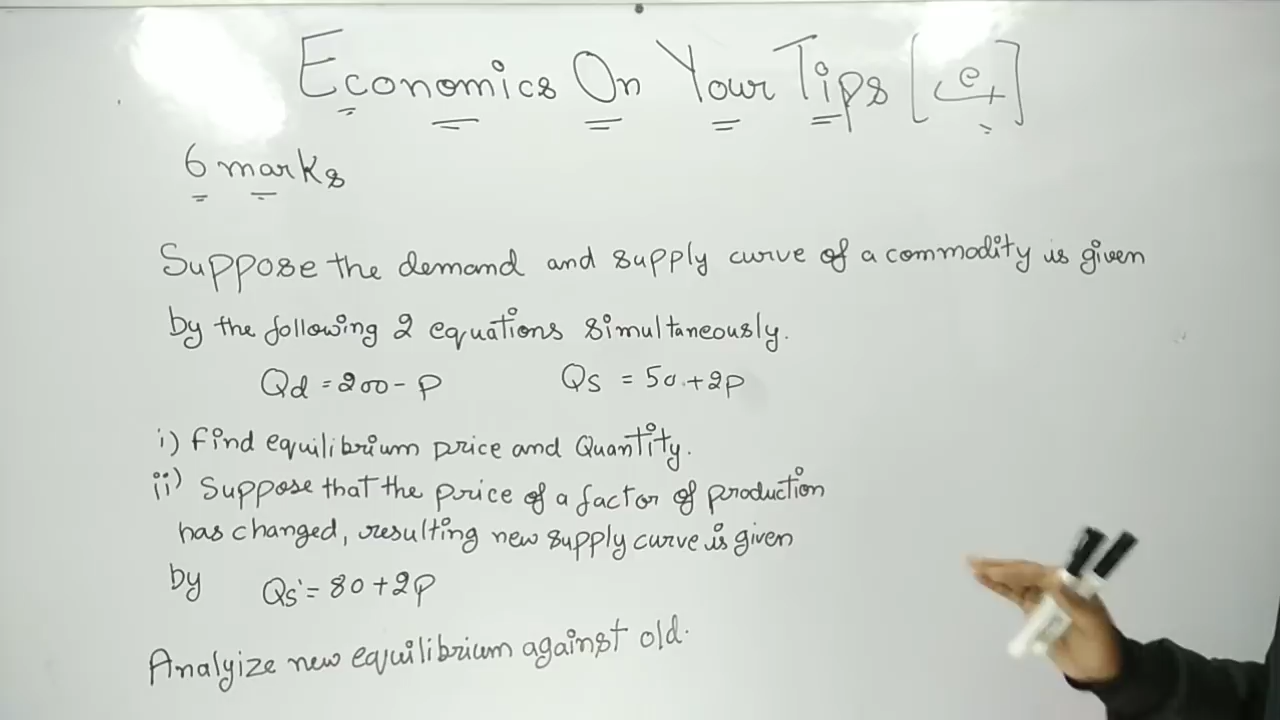 Economics On Your Tips [et]
6 marks
Suppose the demand and supply curve of a commodity is given
by the following 2 equations simultaneously.
Qd = 200 - P Qs = 50 + 2P
i) Find equilibrium price and Quantity.
ii) Suppose that the price of a factor of production
has changed, resulting new supply curve is given
by Qs' = 80 + 2P
Analyize new equilibrium against old.